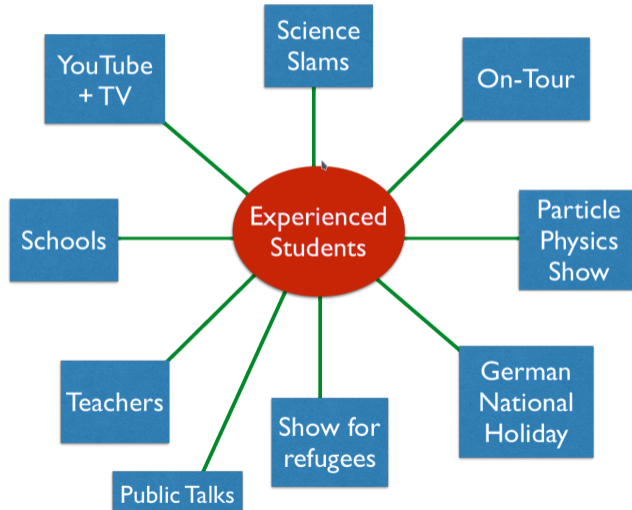 Science
Slams
YouTube
+ TV
On-Tour
Experienced
Students
Schools
Particle
Physics
Show
Teachers
Show for
refugees
German
National
Holiday
Public Talks